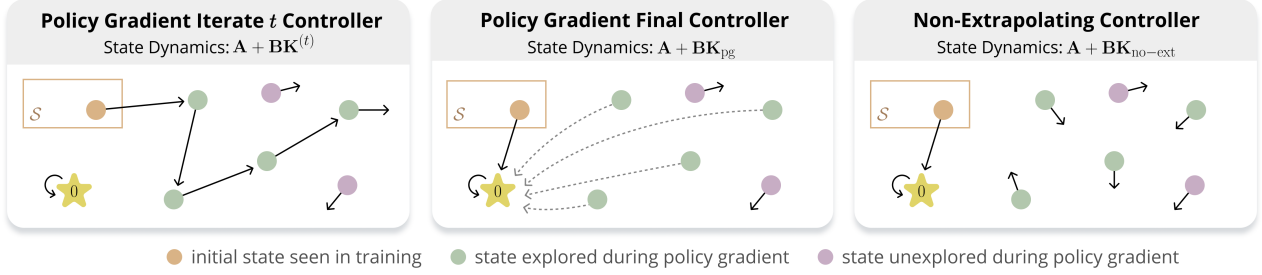 Policy Gradient Iterate t Controller
State Dynamics: A + BK^(t)
S
0
Policy Gradient Final Controller
State Dynamics: A + BK_pg
S
0
Non-Extrapolating Controller
State Dynamics: A + BK_no−ext
S
0
initial state seen in training
state explored during policy gradient
state unexplored during policy gradient